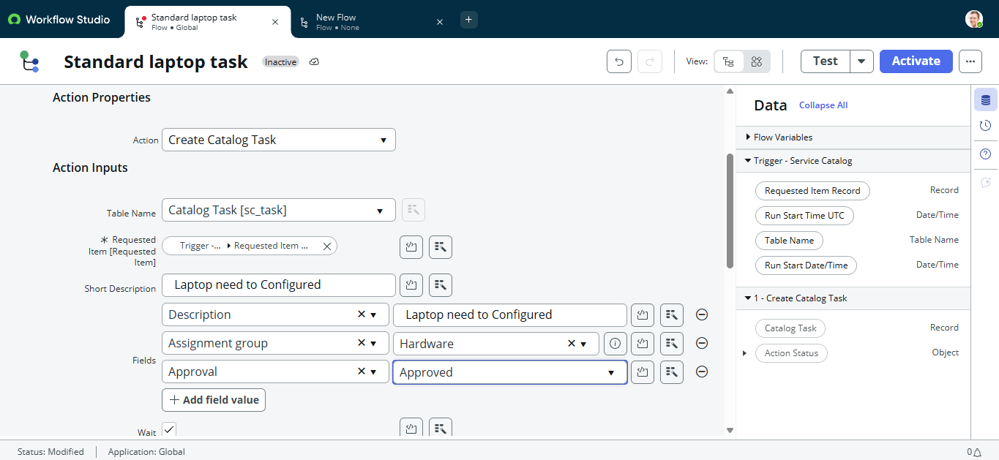 Workflow Studio
Standard laptop task
Flow • Global
New Flow
Flow • None
Standard laptop task
Inactive
View:
Test
Activate
Action Properties
Action
Create Catalog Task
Action Inputs
Table Name
Catalog Task [sc_task]
Requested
Item [Requested
Item]
Trigger -... Requested Item ...
Short Description
Laptop need to Configured
Description
Laptop need to Configured
Assignment group
Hardware
Fields
Approval
Approved
Add field value
Wait
Data
Collapse All
Flow Variables
Trigger - Service Catalog
Requested Item Record
Record
Run Start Time UTC
Date/Time
Table Name
Table Name
Run Start Date/Time
Date/Time
1 - Create Catalog Task
Catalog Task
Record
Action Status
Object
Status: Modified
Application: Global
0